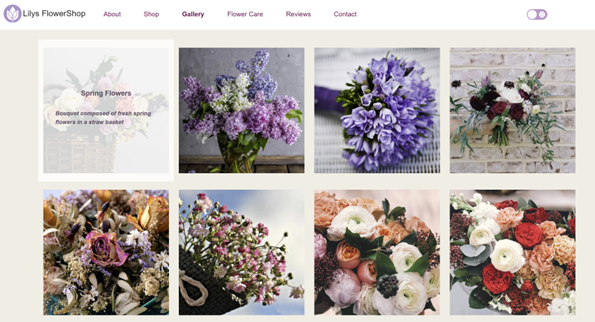 Lilys FlowerShop About Shop Gallery Flower Care Reviews Contact
Spring Flowers
Bouquet composed of fresh spring
flowers in a straw basket